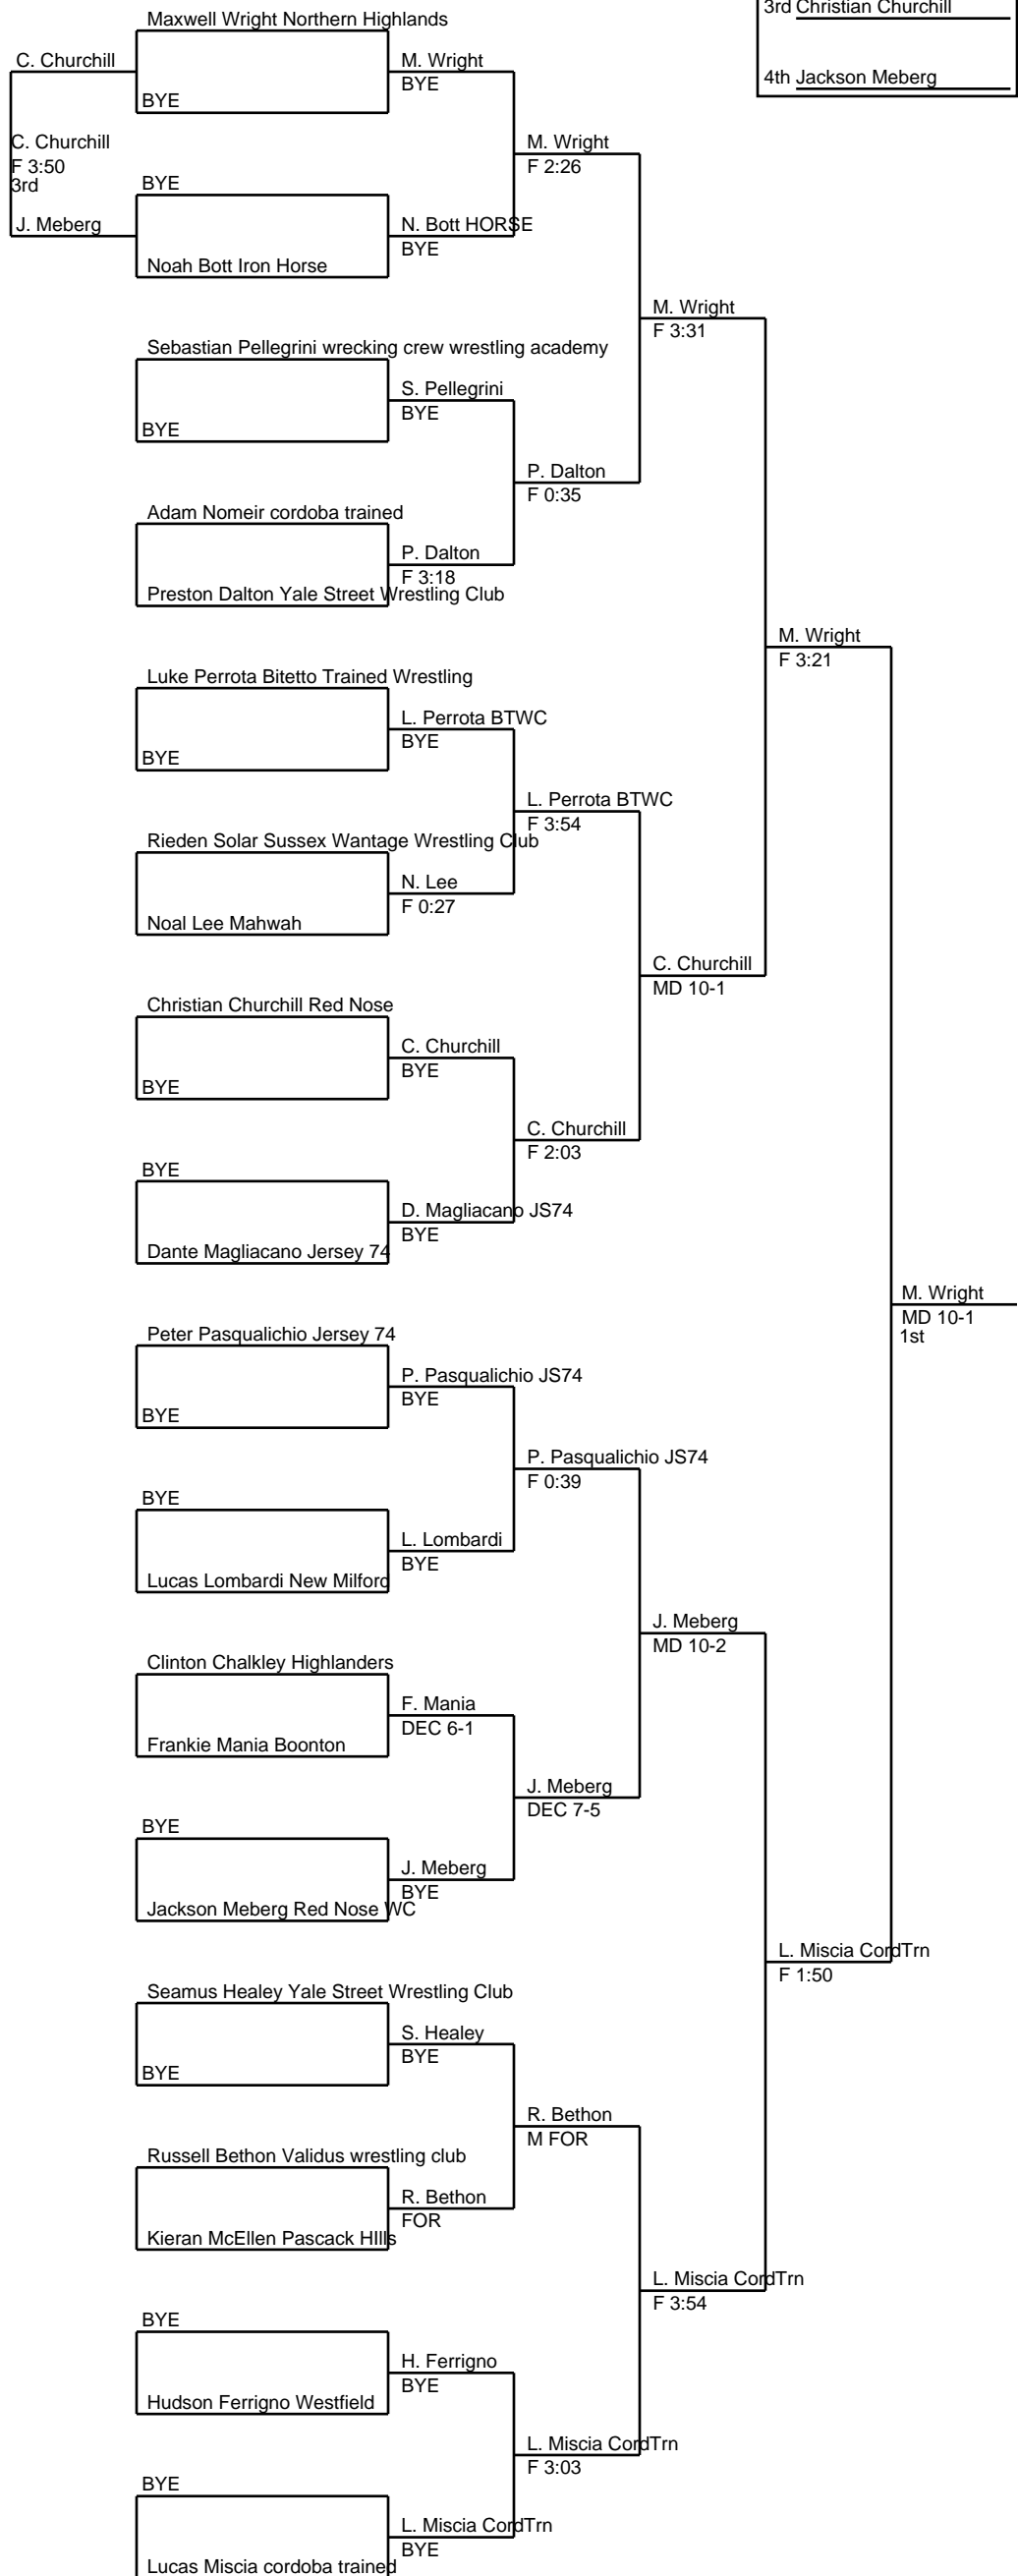 3rd Christian Churchill
4th Jackson Meberg
C. Churchill
C. Churchill
F 3:50
3rd
J. Meberg
Maxwell Wright Northern Highlands
BYE
BYE
Noah Bott Iron Horse
Sebastian Pellegrini wrecking crew wrestling academy
BYE
Adam Nomeir cordoba trained
Preston Dalton Yale Street Wrestling Club
Luke Perrota Bitetto Trained Wrestling
BYE
Rieden Solar Sussex Wantage Wrestling Club
Noal Lee Mahwah
Christian Churchill Red Nose
BYE
BYE
Dante Magliacano Jersey 74
Peter Pasqualichio Jersey 74
BYE
BYE
Lucas Lombardi New Milford
Clinton Chalkley Highlanders
Frankie Mania Boonton
BYE
Jackson Meberg Red Nose WC
Seamus Healey Yale Street Wrestling Club
BYE
Russell Bethon Validus wrestling club
Kieran McEllen Pascack HIlls
BYE
Hudson Ferrigno Westfield
BYE
Lucas Miscia cordoba trained
M. Wright
BYE
N. Bott HORSE
BYE
S. Pellegrini
BYE
P. Dalton
F 3:18
L. Perrota BTWC
BYE
N. Lee
F 0:27
C. Churchill
BYE
D. Magliacano JS74
BYE
P. Pasqualichio JS74
BYE
L. Lombardi
BYE
F. Mania
DEC 6-1
J. Meberg
BYE
S. Healey
BYE
R. Bethon
FOR
H. Ferrigno
BYE
L. Miscia CordTrn
BYE
M. Wright
F 2:26
P. Dalton
F 0:35
L. Perrota BTWC
F 3:54
C. Churchill
F 2:03
P. Pasqualichio JS74
F 0:39
J. Meberg
DEC 7-5
R. Bethon
M FOR
L. Miscia CordTrn
F 3:03
M. Wright
F 3:31
C. Churchill
MD 10-1
J. Meberg
MD 10-2
L. Miscia CordTrn
F 3:54
M. Wright
F 3:21
L. Miscia CordTrn
F 1:50
M. Wright
MD 10-1
1st